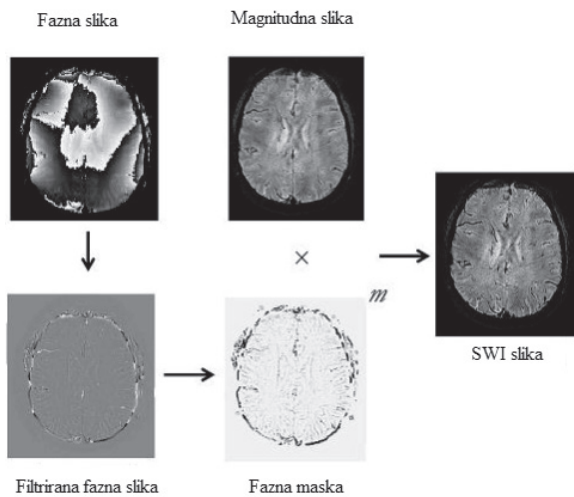 Fazna slika
Magnitudna slika
×
m
SWI slika
Filtrirana fazna slika
Fazna maska